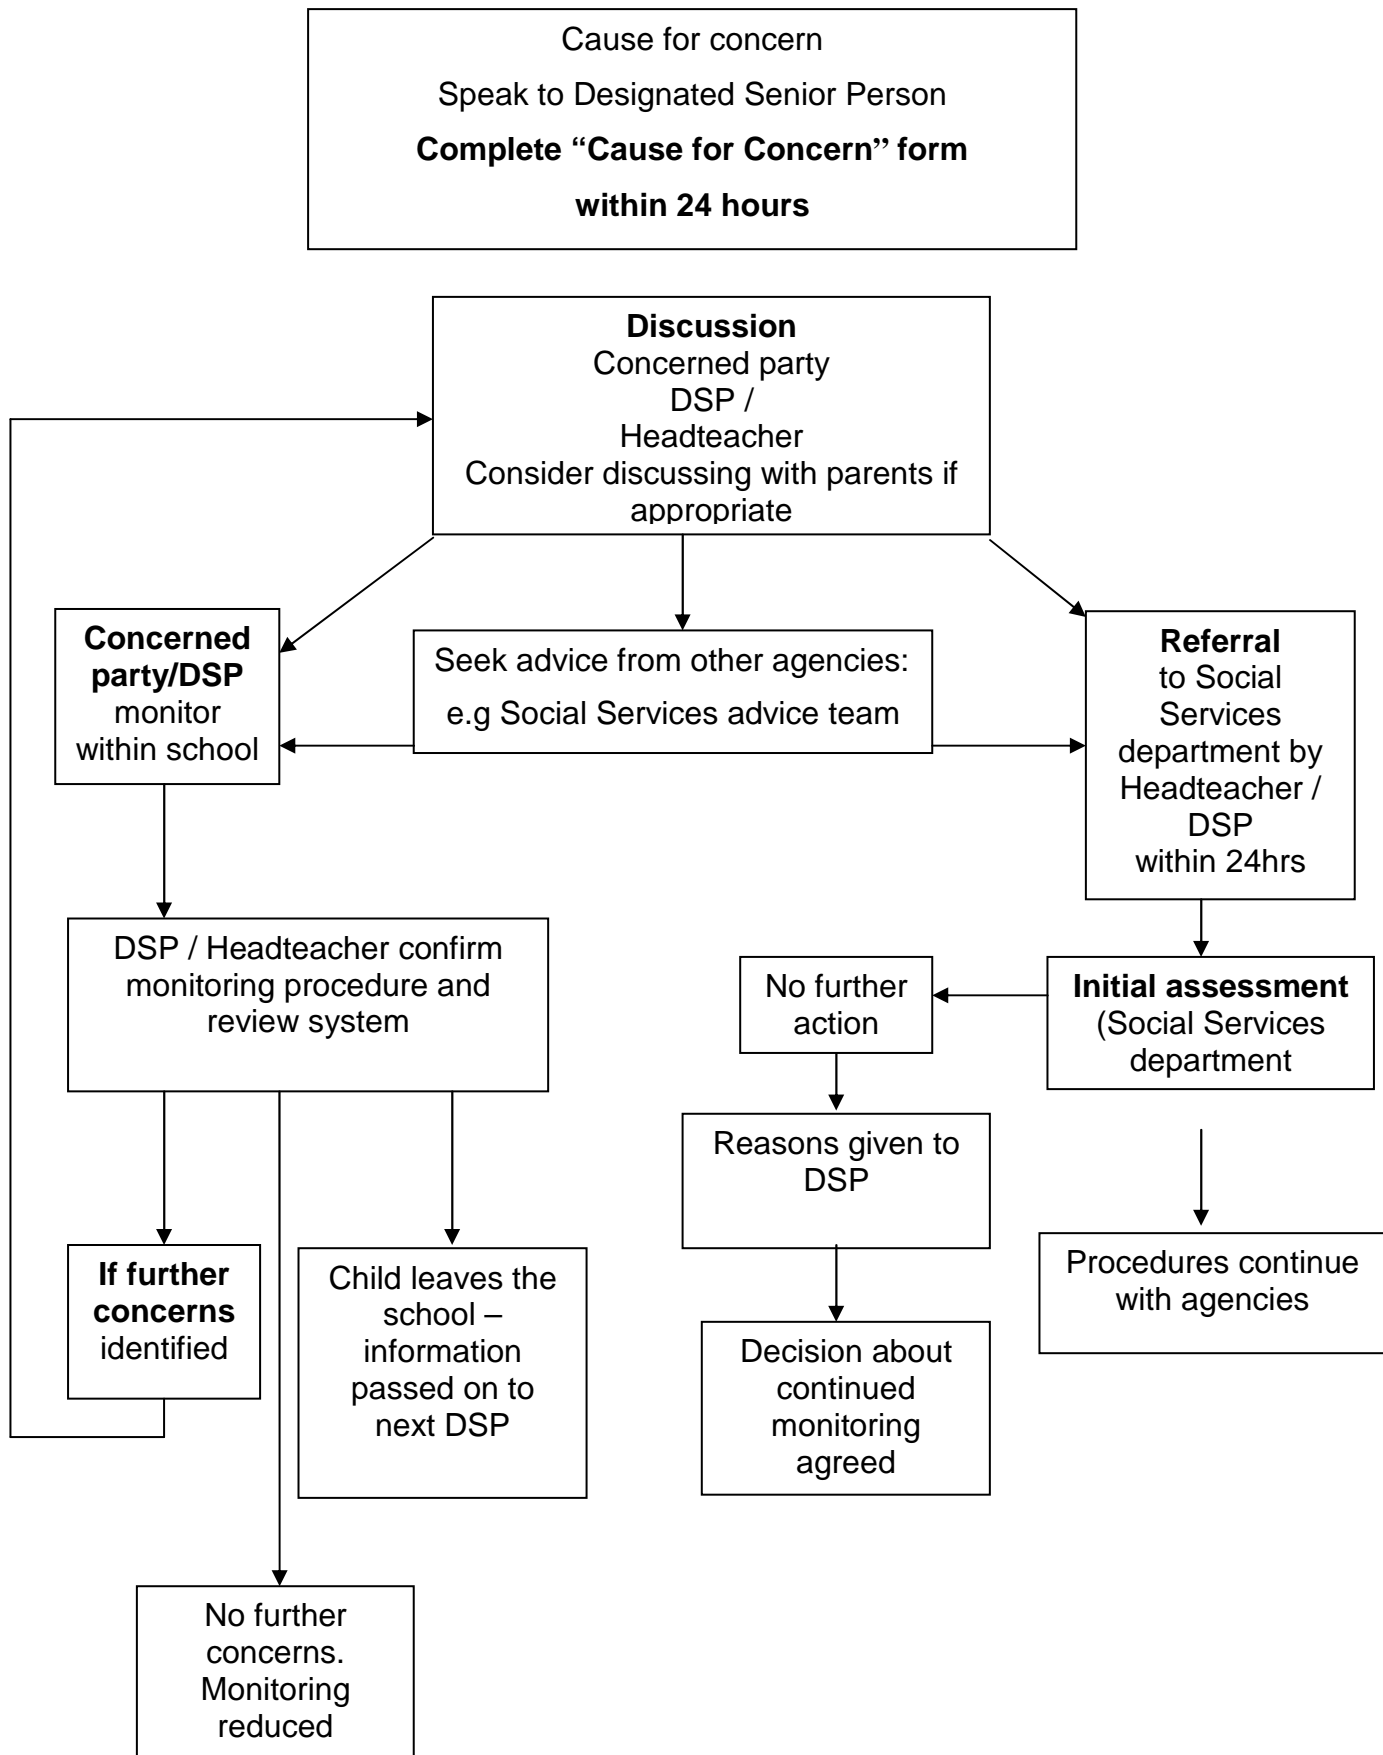 Cause for concern
Speak to Designated Senior Person
Complete “Cause for Concern” form
within 24 hours
Discussion
Concerned party
DSP /
Headteacher
Consider discussing with parents if
appropriate
Concerned
party/DSP
monitor
within school
Seek advice from other agencies:
e.g Social Services advice team
Referral
to Social
Services
department by
Headteacher /
DSP
within 24hrs
DSP / Headteacher confirm
monitoring procedure and
review system
No further
action
Initial assessment
(Social Services
department
Reasons given to
DSP
If further
concerns
identified
Child leaves the
school –
information
passed on to
next DSP
Procedures continue
with agencies
Decision about
continued
monitoring
agreed
No further
concerns.
Monitoring
reduced